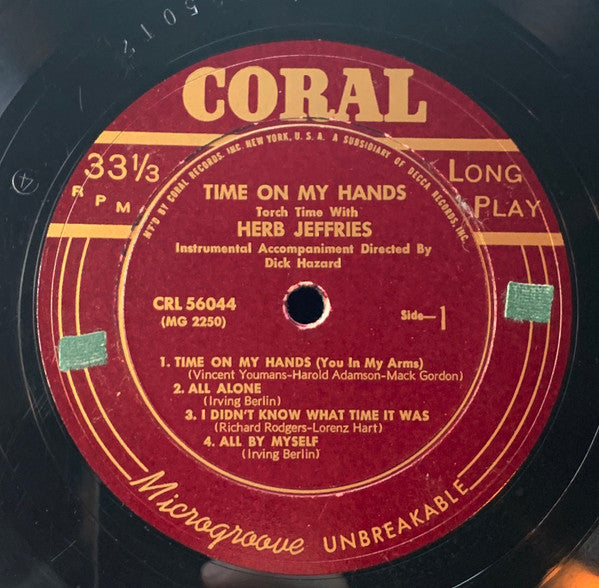 5012
CORAL
MF'D BY CORAL RECORDS, INC. NEW YORK, U. S. A. A SUBSIDIARY OF DECCA RECORDS, INC.
33 1/3
RPM
LONG
PLAY
TIME ON MY HANDS
Torch Time With
HERB JEFFRIES
Instrumental Accompaniment Directed By
Dick Hazard
CRL 56044
(MG 2250)
Side—1
1. TIME ON MY HANDS (You In My Arms)
(Vincent Youmans-Harold Adamson-Mack Gordon)
2. ALL ALONE
(Irving Berlin)
3. I DIDN'T KNOW WHAT TIME IT WAS
(Richard Rodgers-Lorenz Hart)
4. ALL BY MYSELF
(Irving Berlin)
Microgroove UNBREAKABLE